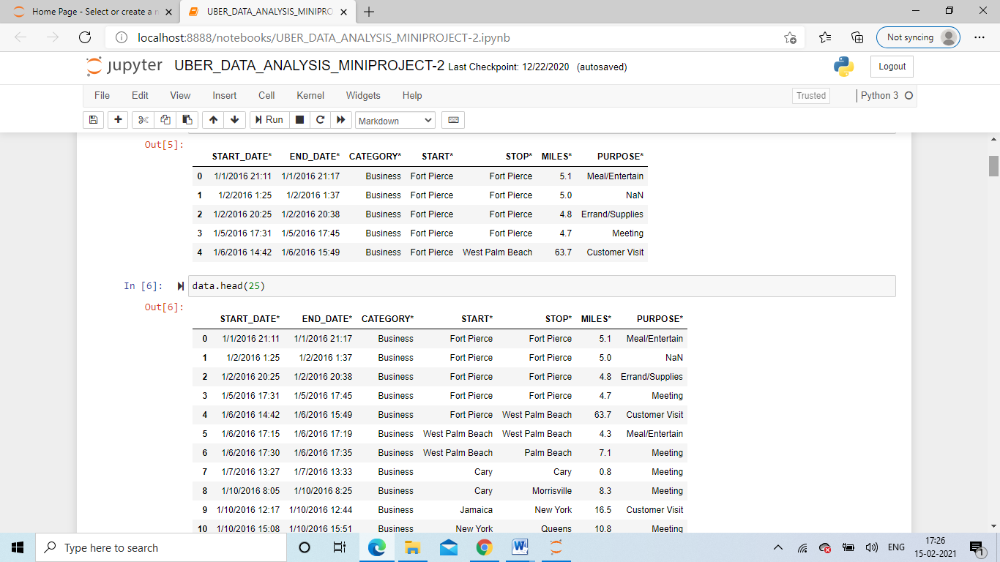 Home Page - Select or create a n
UBER_DATA_ANALYSIS_MINIPRO
localhost:8888/notebooks/UBER_DATA_ANALYSIS_MINIPROJECT-2.ipynb
Not syncing
jupyter UBER_DATA_ANALYSIS_MINIPROJECT-2 Last Checkpoint: 12/22/2020 (autosaved)
Logout
File Edit View Insert Cell Kernel Widgets Help
Trusted
Python 3
Run
Markdown
Out[5]:
START_DATE* END_DATE* CATEGORY* START* STOP* MILES* PURPOSE*
0 1/1/2016 21:11 1/1/2016 21:17 Business Fort Pierce Fort Pierce 5.1 Meal/Entertain
1 1/2/2016 1:25 1/2/2016 1:37 Business Fort Pierce Fort Pierce 5.0 NaN
2 1/2/2016 20:25 1/2/2016 20:38 Business Fort Pierce Fort Pierce 4.8 Errand/Supplies
3 1/5/2016 17:31 1/5/2016 17:45 Business Fort Pierce Fort Pierce 4.7 Meeting
4 1/6/2016 14:42 1/6/2016 15:49 Business Fort Pierce West Palm Beach 63.7 Customer Visit
In [6]: data.head(25)
Out[6]:
START_DATE* END_DATE* CATEGORY* START* STOP* MILES* PURPOSE*
0 1/1/2016 21:11 1/1/2016 21:17 Business Fort Pierce Fort Pierce 5.1 Meal/Entertain
1 1/2/2016 1:25 1/2/2016 1:37 Business Fort Pierce Fort Pierce 5.0 NaN
2 1/2/2016 20:25 1/2/2016 20:38 Business Fort Pierce Fort Pierce 4.8 Errand/Supplies
3 1/5/2016 17:31 1/5/2016 17:45 Business Fort Pierce Fort Pierce 4.7 Meeting
4 1/6/2016 14:42 1/6/2016 15:49 Business Fort Pierce West Palm Beach 63.7 Customer Visit
5 1/6/2016 17:15 1/6/2016 17:19 Business West Palm Beach West Palm Beach 4.3 Meal/Entertain
6 1/6/2016 17:30 1/6/2016 17:35 Business West Palm Beach Palm Beach 7.1 Meeting
7 1/7/2016 13:27 1/7/2016 13:33 Business Cary Cary 0.8 Meeting
8 1/10/2016 8:05 1/10/2016 8:25 Business Cary Morrisville 8.3 Meeting
9 1/10/2016 12:17 1/10/2016 12:44 Business Jamaica New York 16.5 Customer Visit
10 1/10/2016 15:08 1/10/2016 15:51 Business New York Queens 10.8 Meeting
Type here to search
ENG
17:26
15-02-2021
1